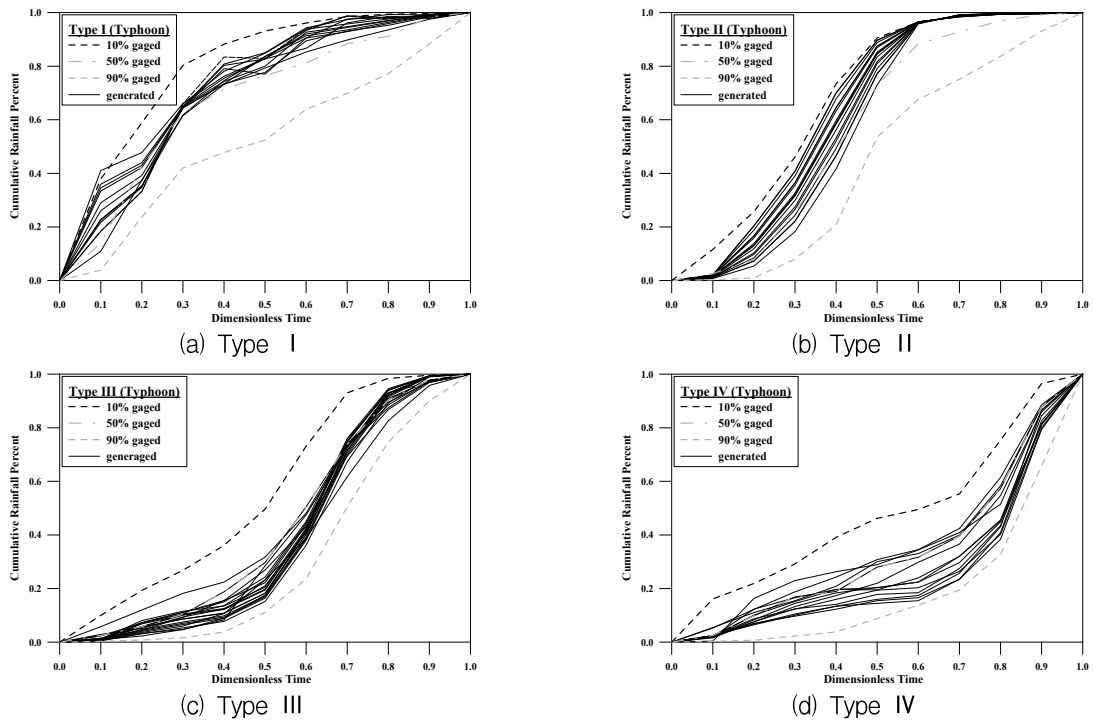 Type I (Typhoon)
10% gaged
50% gaged
90% gaged
generated
Cumulative Rainfall Percent
1.0
0.8
0.6
0.4
0.2
0.0
0.0 0.1 0.2 0.3 0.4 0.5 0.6 0.7 0.8 0.9 1.0
Dimensionless Time
(a) Type Ⅰ
Type II (Typhoon)
10% gaged
50% gaged
90% gaged
generated
Cumulative Rainfall Percent
1.0
0.8
0.6
0.4
0.2
0.0
0.0 0.1 0.2 0.3 0.4 0.5 0.6 0.7 0.8 0.9 1.0
Dimensionless Time
(b) Type Ⅱ
Type III (Typhoon)
10% gaged
50% gaged
90% gaged
generaged
Cumulative Rainfall Percent
1.0
0.8
0.6
0.4
0.2
0.0
0.0 0.1 0.2 0.3 0.4 0.5 0.6 0.7 0.8 0.9 1.0
Dimensionless Time
(c) Type Ⅲ
Type IV (Typhoon)
10% gaged
50% gaged
90% gaged
generated
Cumulative Rainfall Percent
1.0
0.8
0.6
0.4
0.2
0.0
0.0 0.1 0.2 0.3 0.4 0.5 0.6 0.7 0.8 0.9 1.0
Dimensionless Time
(d) Type Ⅳ